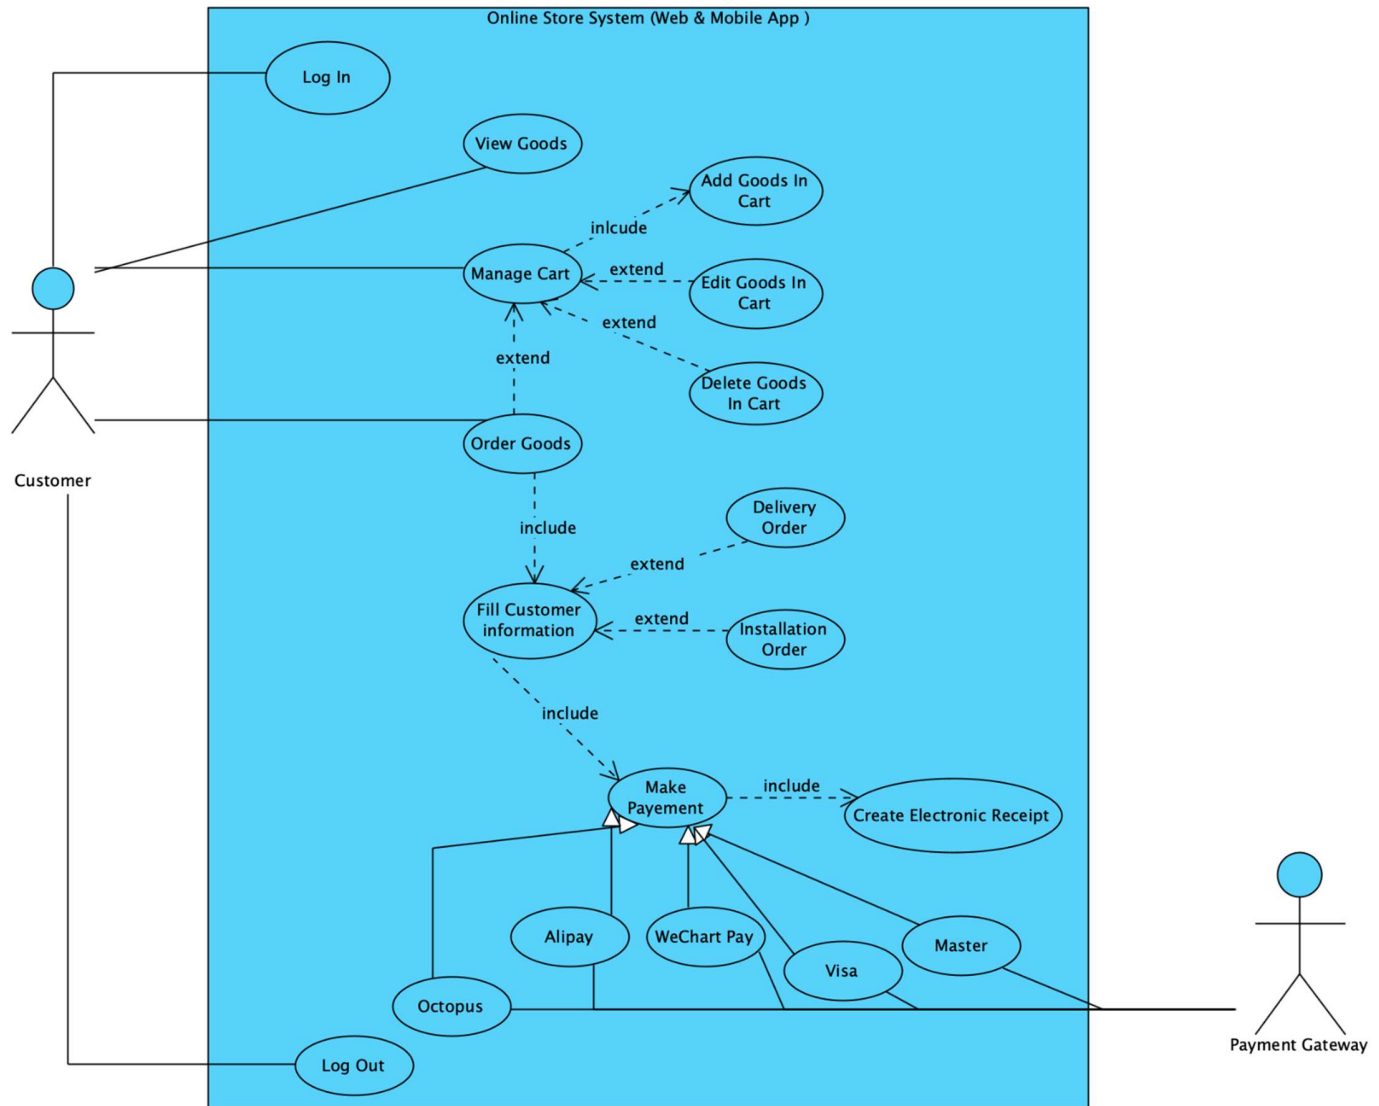 Online Store System (Web & Mobile App )
Log In
View Goods
Add Goods In
Cart
inlcude
Manage Cart
extend
Edit Goods In
Cart
extend
extend
Delete Goods
In Cart
Order Goods
Customer
Delivery
Order
include
extend
Fill Customer
information
extend
Installation
Order
include
Make
Payement
include
Create Electronic Receipt
Alipay
WeChart Pay
Master
Visa
Octopus
Payment Gateway
Log Out